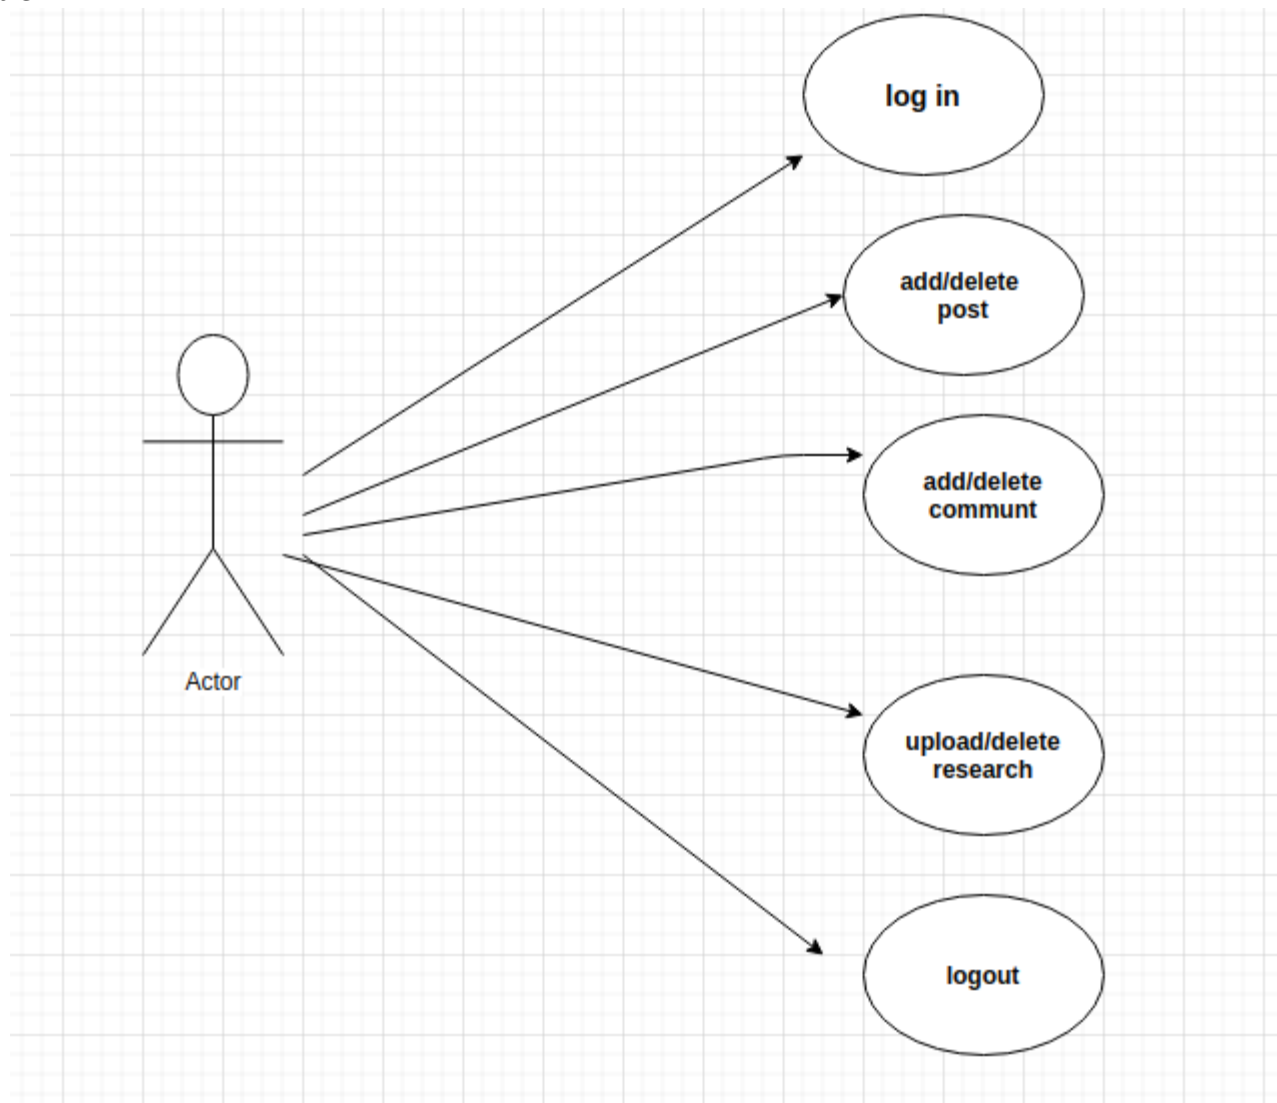 log in
add/delete
post
add/delete
communt
Actor
upload/delete
research
logout